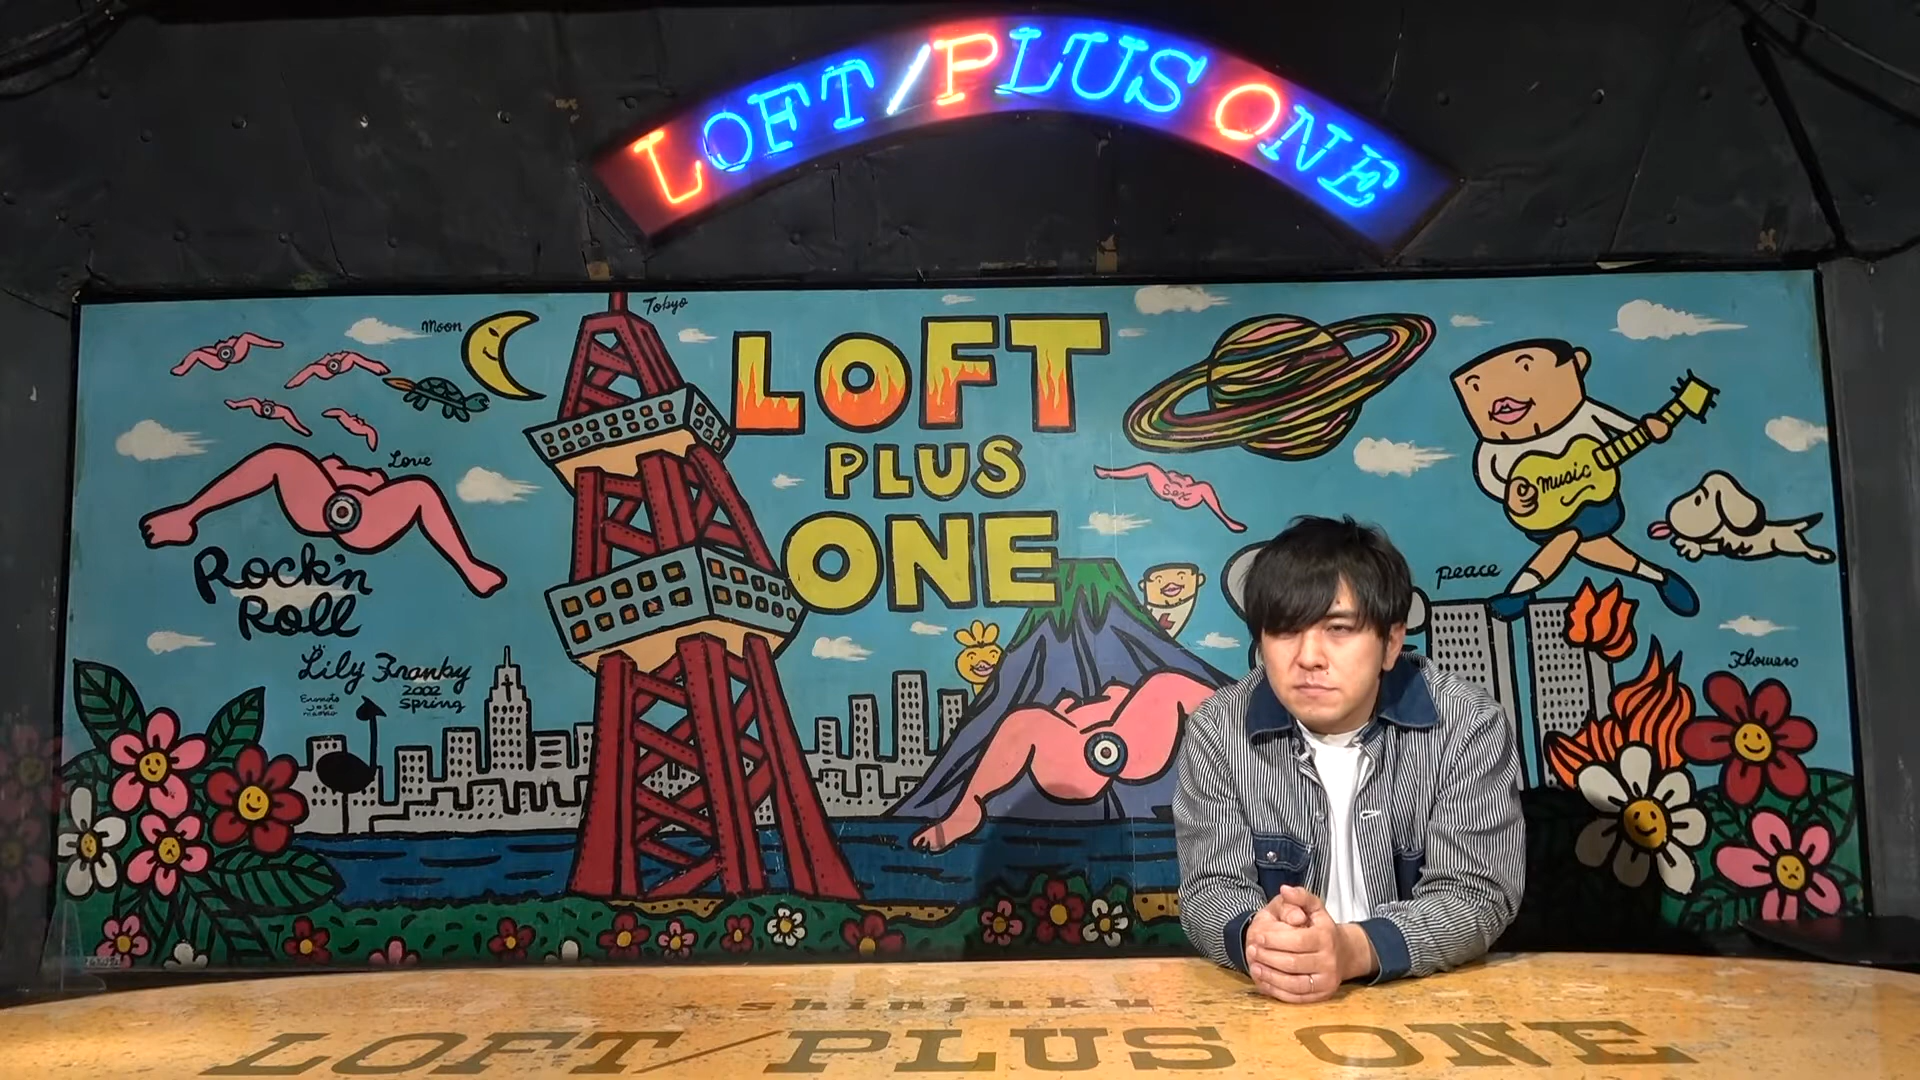 LOFT/PLUS ONE
Tokyo
Moon
LOFT
PLUS
ONE
Love
Sex
Music
Rock'n
Roll
peace
Lily Franky
2002
Spring
Flowers
shinjuku
LOFT/PLUS ONE